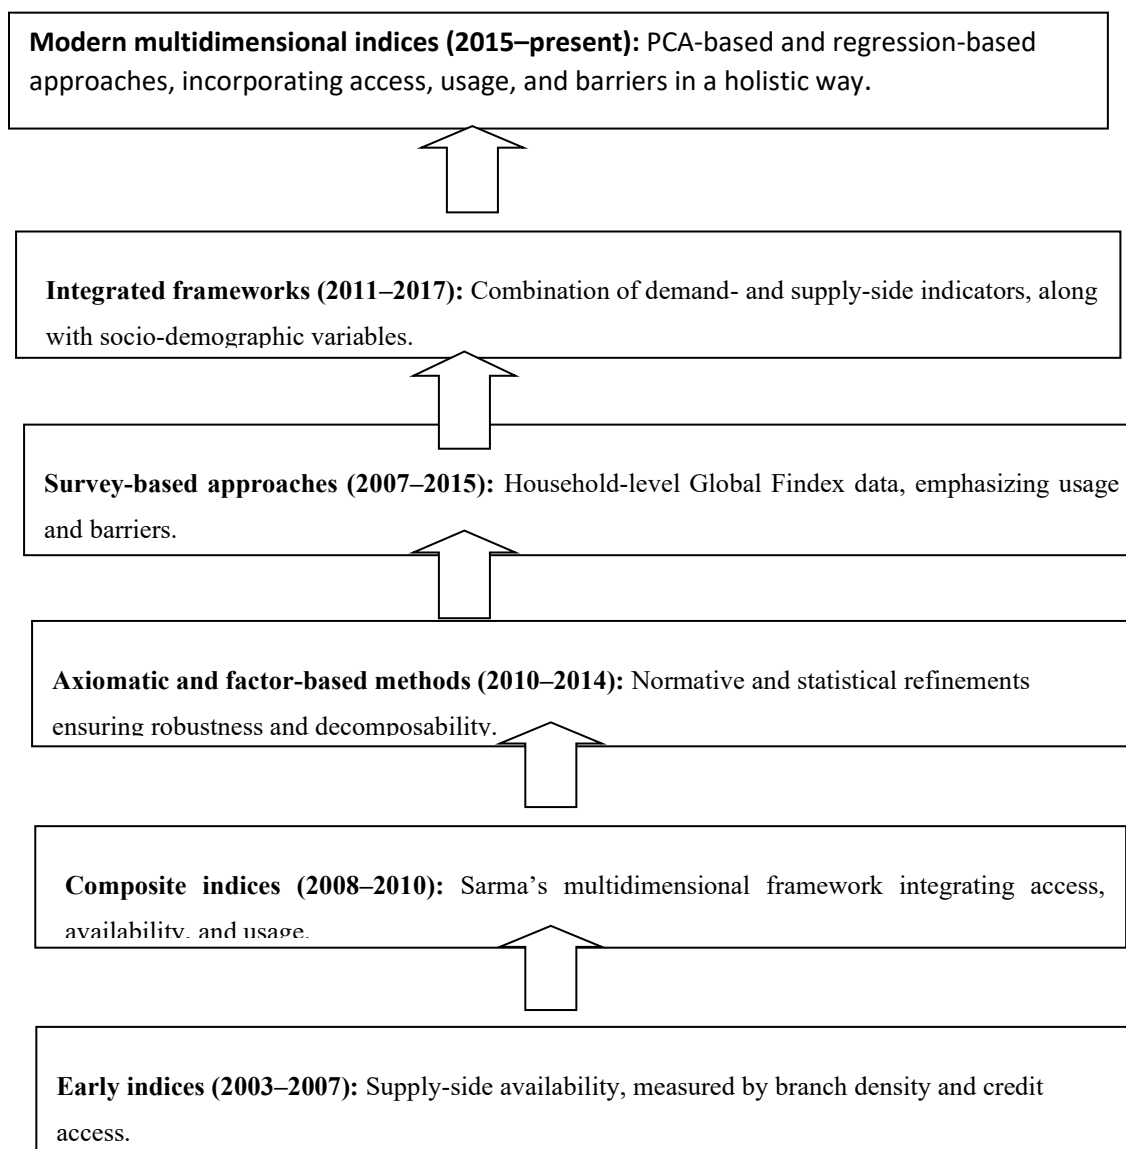 Modern multidimensional indices (2015–present): PCA-based and regression-based
approaches, incorporating access, usage, and barriers in a holistic way.
Integrated frameworks (2011–2017): Combination of demand- and supply-side indicators, along
with socio-demographic variables.
Survey-based approaches (2007–2015): Household-level Global Findex data, emphasizing usage
and barriers.
Axiomatic and factor-based methods (2010–2014): Normative and statistical refinements
ensuring robustness and decomposability.
Composite indices (2008–2010): Sarma’s multidimensional framework integrating access,
availability, and usage.
Early indices (2003–2007): Supply-side availability, measured by branch density and credit
access.